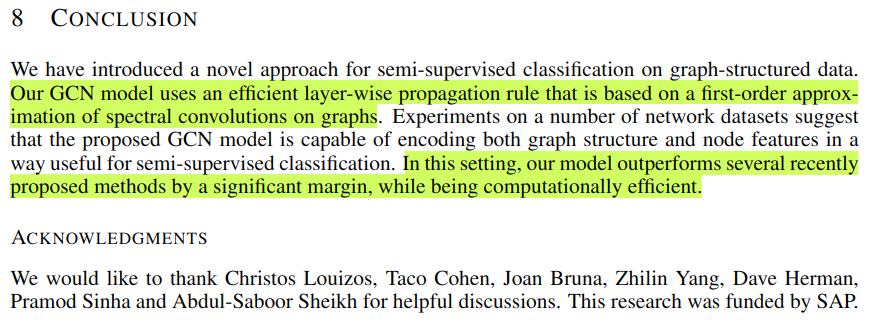 8 CONCLUSION
We have introduced a novel approach for semi-supervised classification on graph-structured data.
Our GCN model uses an efficient layer-wise propagation rule that is based on a first-order approx-
imation of spectral convolutions on graphs. Experiments on a number of network datasets suggest
that the proposed GCN model is capable of encoding both graph structure and node features in a
way useful for semi-supervised classification. In this setting, our model outperforms several recently
proposed methods by a significant margin, while being computationally efficient.
ACKNOWLEDGMENTS
We would like to thank Christos Louizos, Taco Cohen, Joan Bruna, Zhilin Yang, Dave Herman,
Pramod Sinha and Abdul-Saboor Sheikh for helpful discussions. This research was funded by SAP.